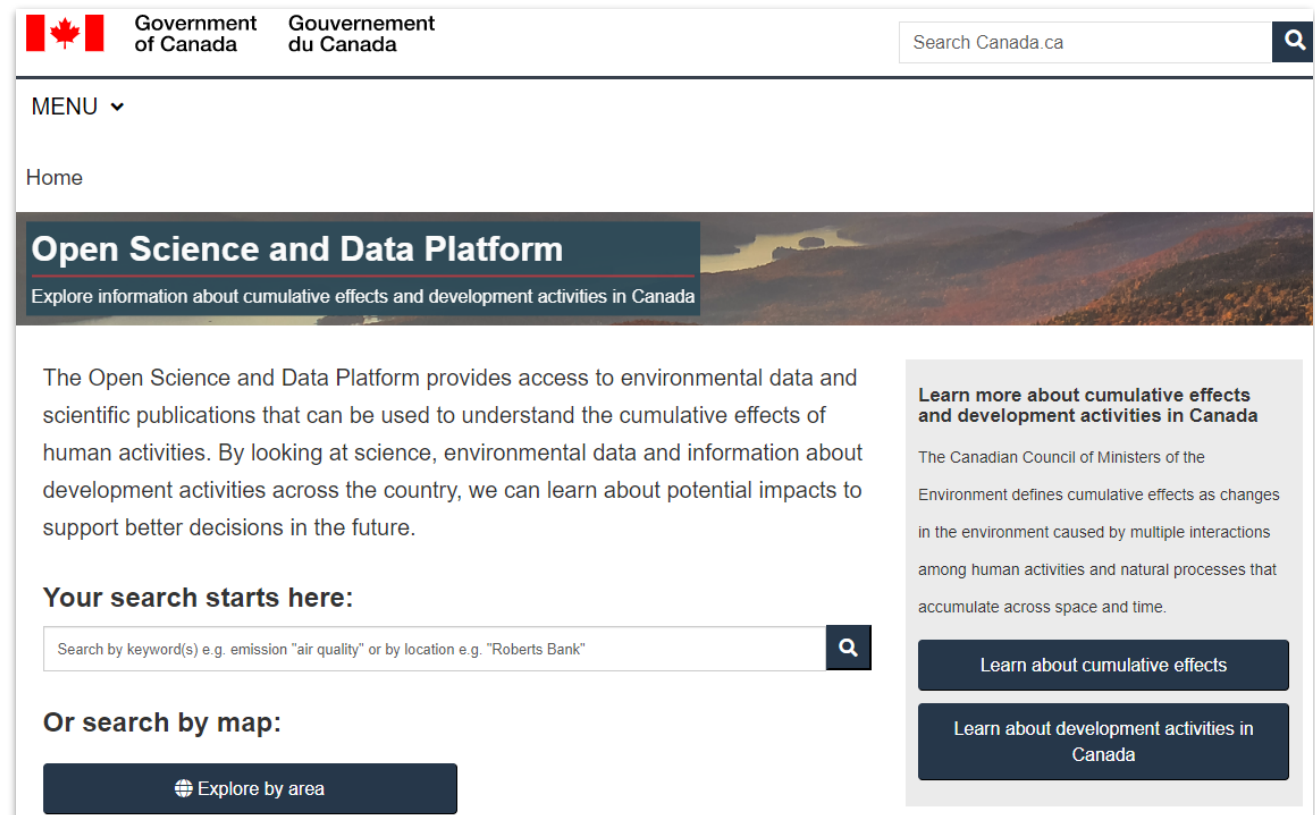 Government of Canada
Gouvernement du Canada
Search Canada.ca
MENU
Home
Open Science and Data Platform
Explore information about cumulative effects and development activities in Canada
The Open Science and Data Platform provides access to environmental data and
scientific publications that can be used to understand the cumulative effects of
human activities. By looking at science, environmental data and information about
development activities across the country, we can learn about potential impacts to
support better decisions in the future.
Your search starts here:
Search by keyword(s) e.g. emission "air quality" or by location e.g. "Roberts Bank"
Or search by map:
Explore by area
Learn more about cumulative effects
and development activities in Canada
The Canadian Council of Ministers of the
Environment defines cumulative effects as changes
in the environment caused by multiple interactions
among human activities and natural processes that
accumulate across space and time.
Learn about cumulative effects
Learn about development activities in
Canada